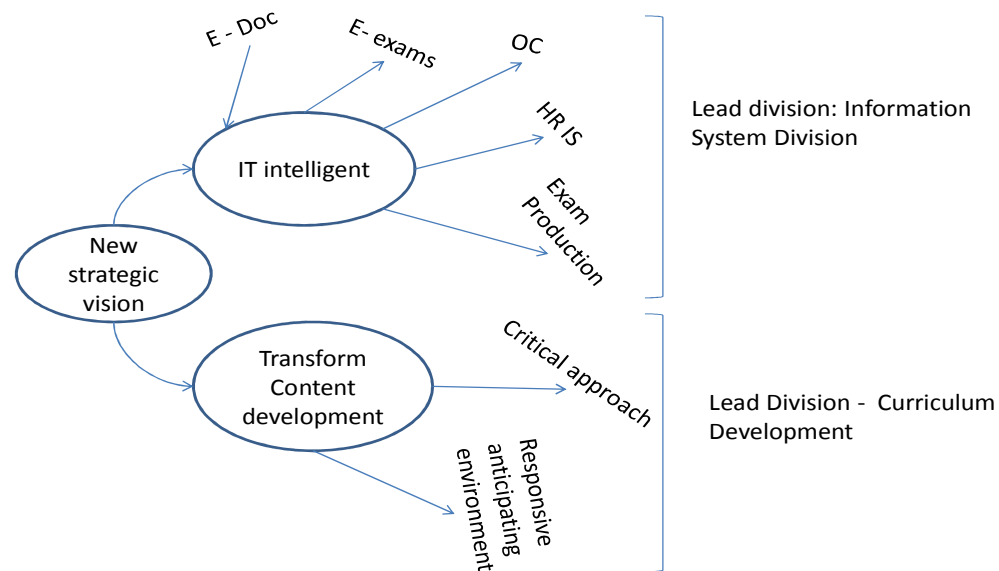 E - Doc
E- exams
OC
HR IS
Exam
Production
IT intelligent
Lead division: Information
System Division
New
strategic
vision
Transform
Content
development
Critical approach
Responsive
anticipating
environment
Lead Division -  Curriculum
Development